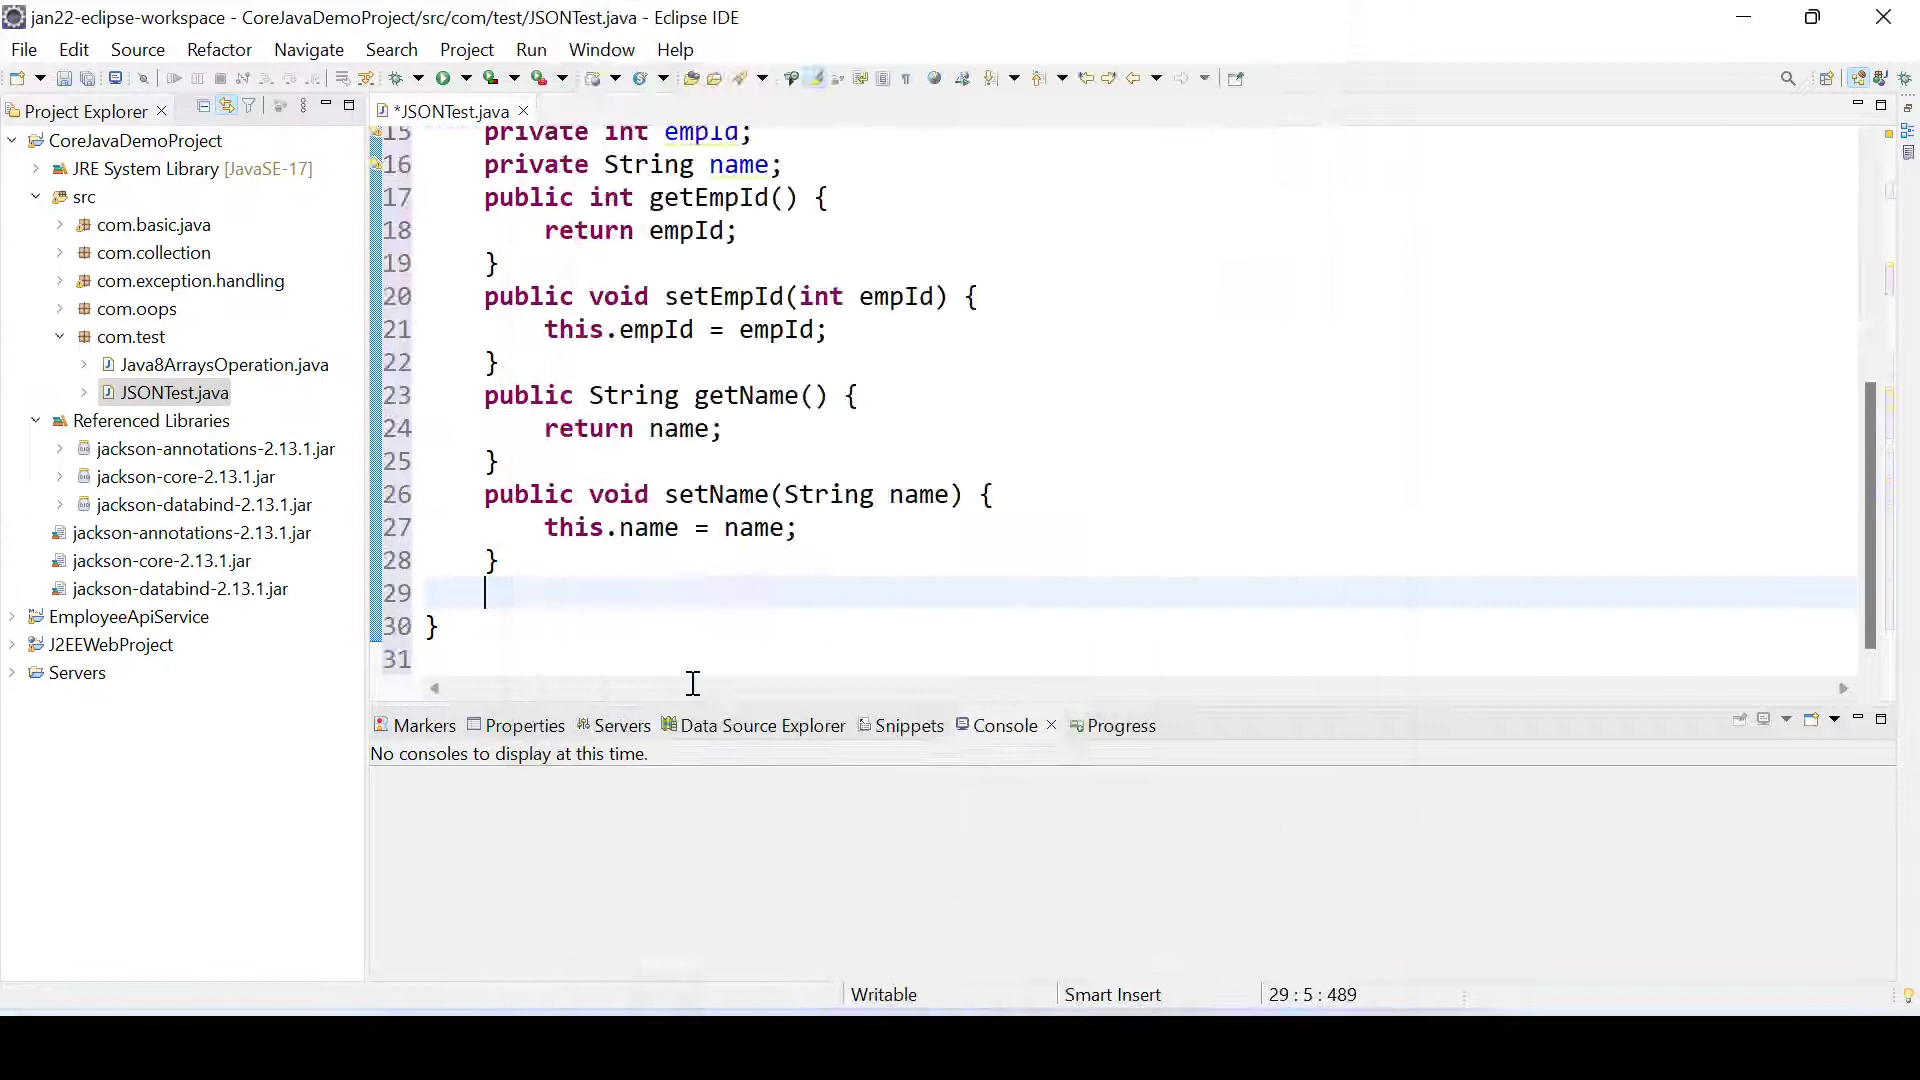 jan22-eclipse-workspace - CoreJavaDemoProject/src/com/test/JSONTest.java - Eclipse IDE
File Edit Source Refactor Navigate Search Project Run Window Help
Project Explorer
*JSONTest.java
CoreJavaDemoProject
JRE System Library [JavaSE-17]
src
com.basic.java
com.collection
com.exception.handling
com.oops
com.test
Java8ArraysOperation.java
JSONTest.java
Referenced Libraries
jackson-annotations-2.13.1.jar
jackson-core-2.13.1.jar
jackson-databind-2.13.1.jar
jackson-annotations-2.13.1.jar
jackson-core-2.13.1.jar
jackson-databind-2.13.1.jar
EmployeeApiService
J2EEWebProject
Servers
15 private int empId;
16 private String name;
17 public int getEmpId() {
18 return empId;
19 }
20 public void setEmpId(int empId) {
21 this.empId = empId;
22 }
23 public String getName() {
24 return name;
25 }
26 public void setName(String name) {
27 this.name = name;
28 }
29
30 }
31
Markers Properties Servers Data Source Explorer Snippets Console Progress
No consoles to display at this time.
Writable Smart Insert 29 : 5 : 489